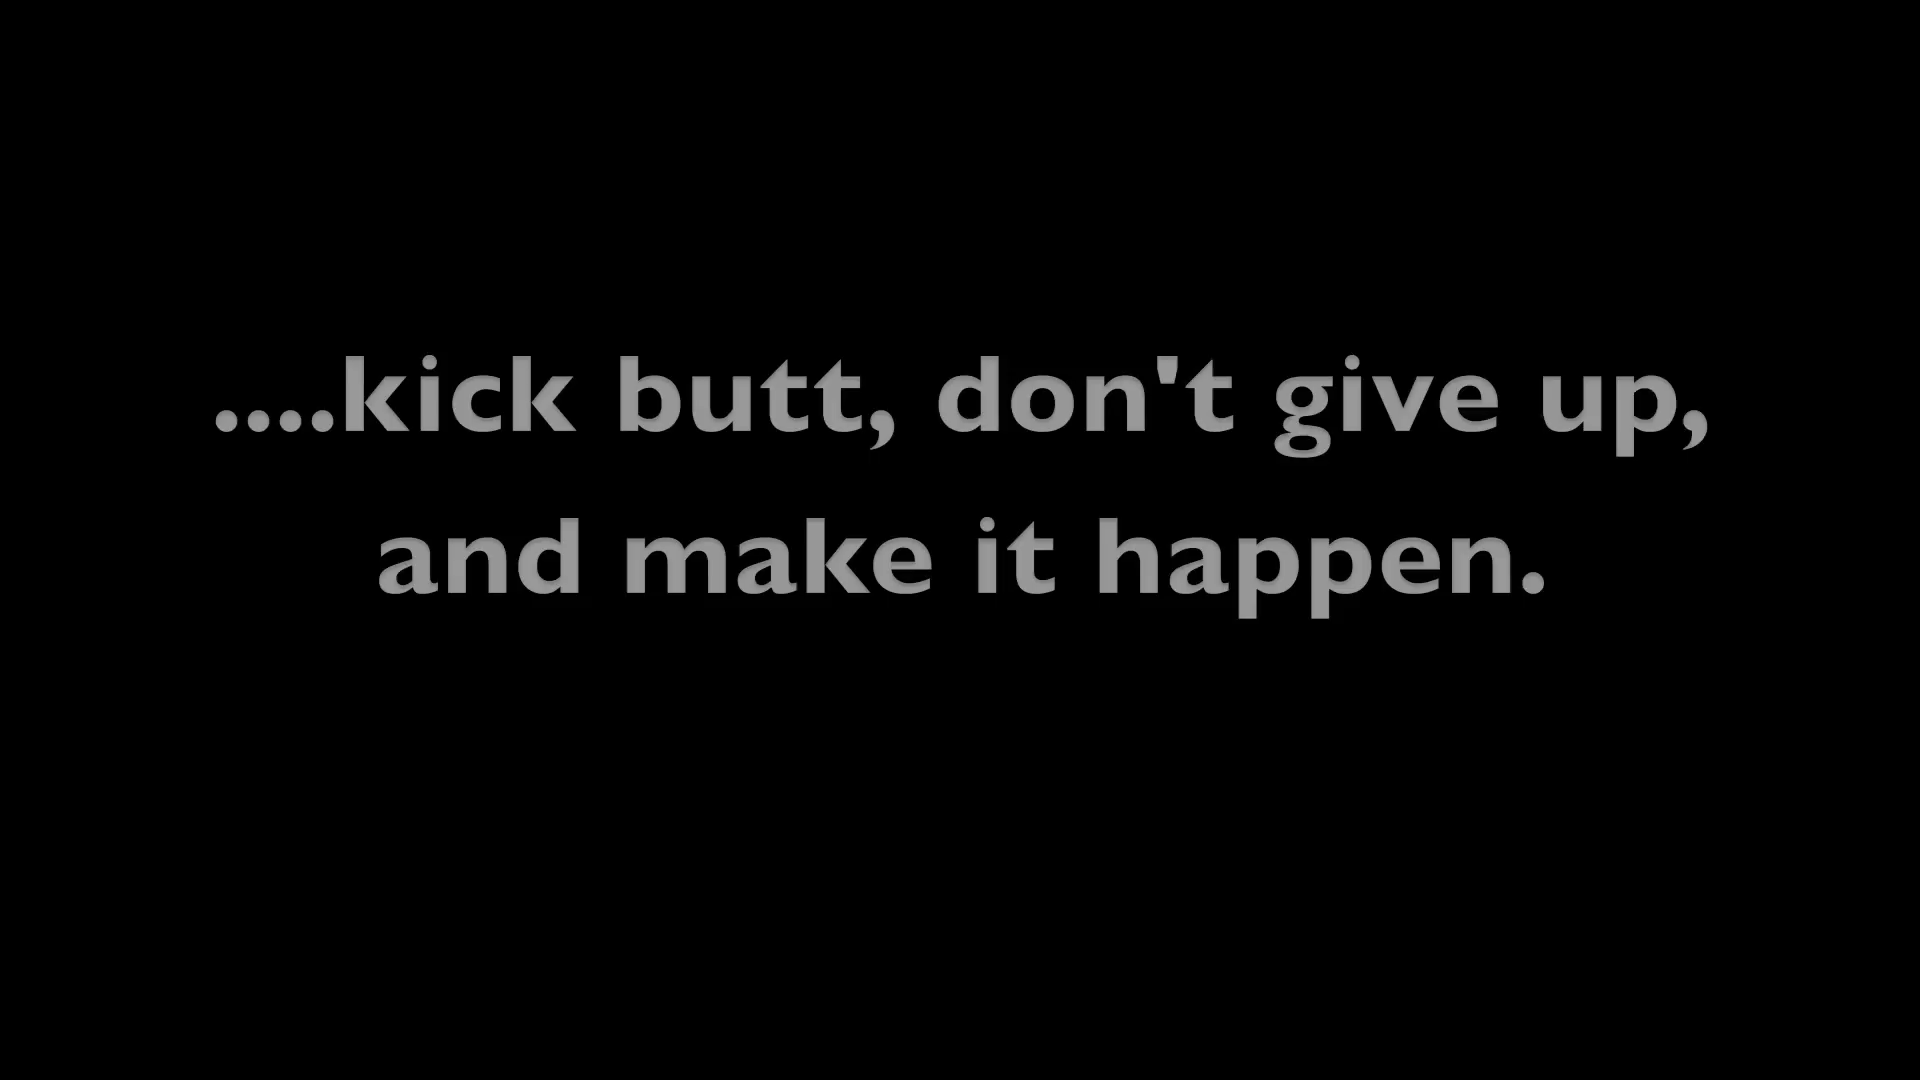 ....kick butt, don't give up,
and make it happen.